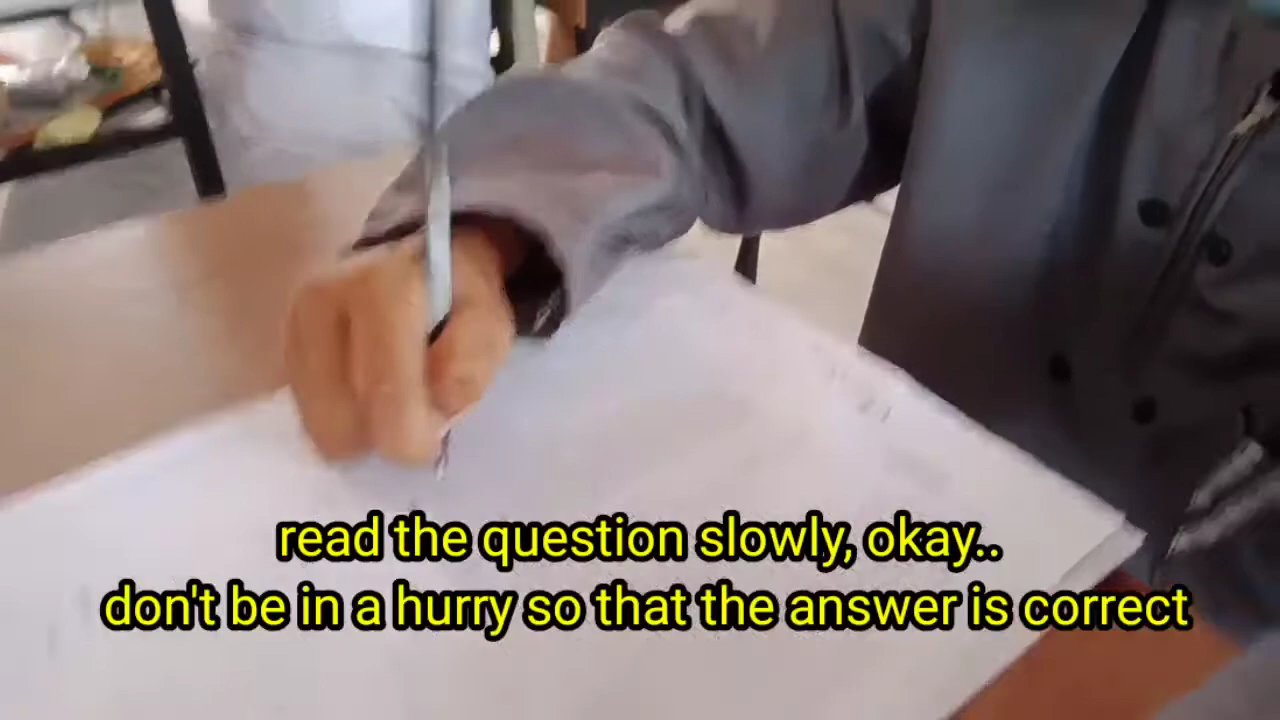 read the question slowly, okay..
don't be in a hurry so that the answer is correct